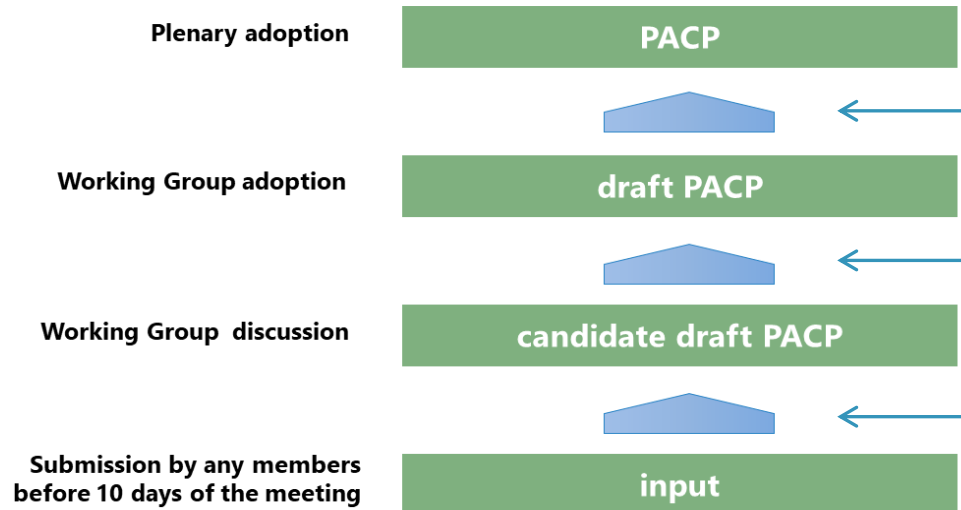 Plenary adoption
PACP
Working Group adoption
draft PACP
Working Group discussion
candidate draft PACP
Submission by any members
before 10 days of the meeting
input